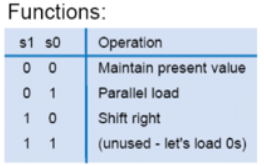 Functions:
s1 s0 Operation
0 0 Maintain present value
0 1 Parallel load
1 0 Shift right
1 1 (unused - let's load 0s)